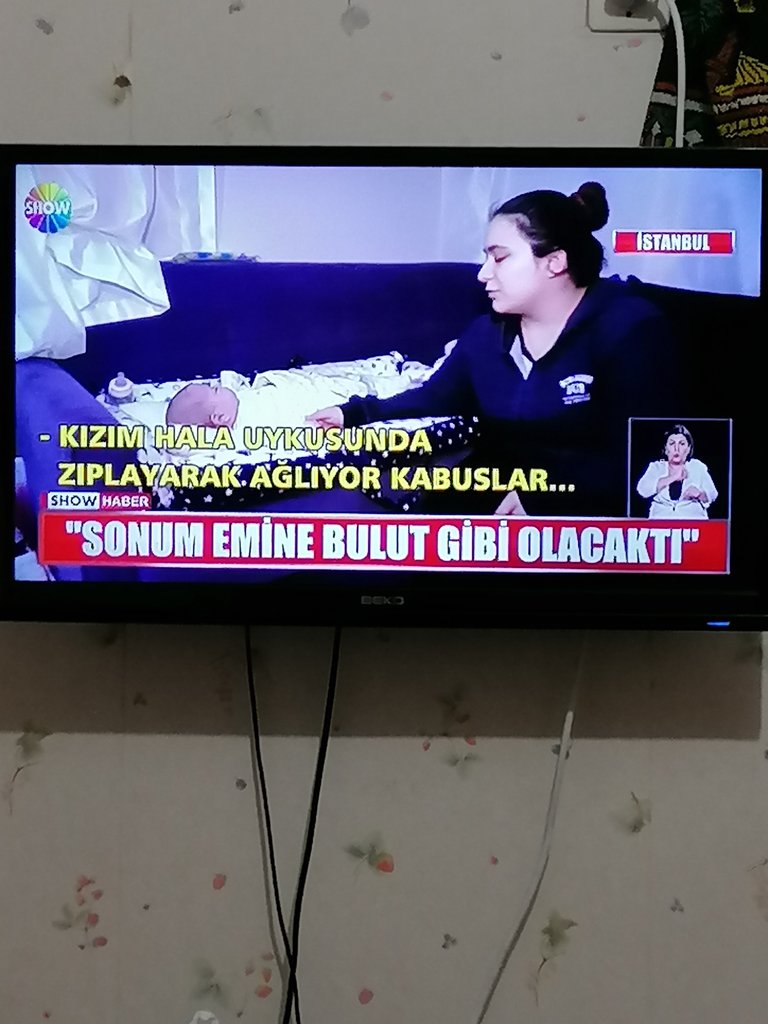 SHOW
İSTANBUL
- KIZIM HALA UYKUSUNDA
ZIPLAYARAK AĞLIYOR KABUSLAR...
SHOW HABER
"SONUM EMİNE BULUT GİBİ OLACAKTI"
BEKO